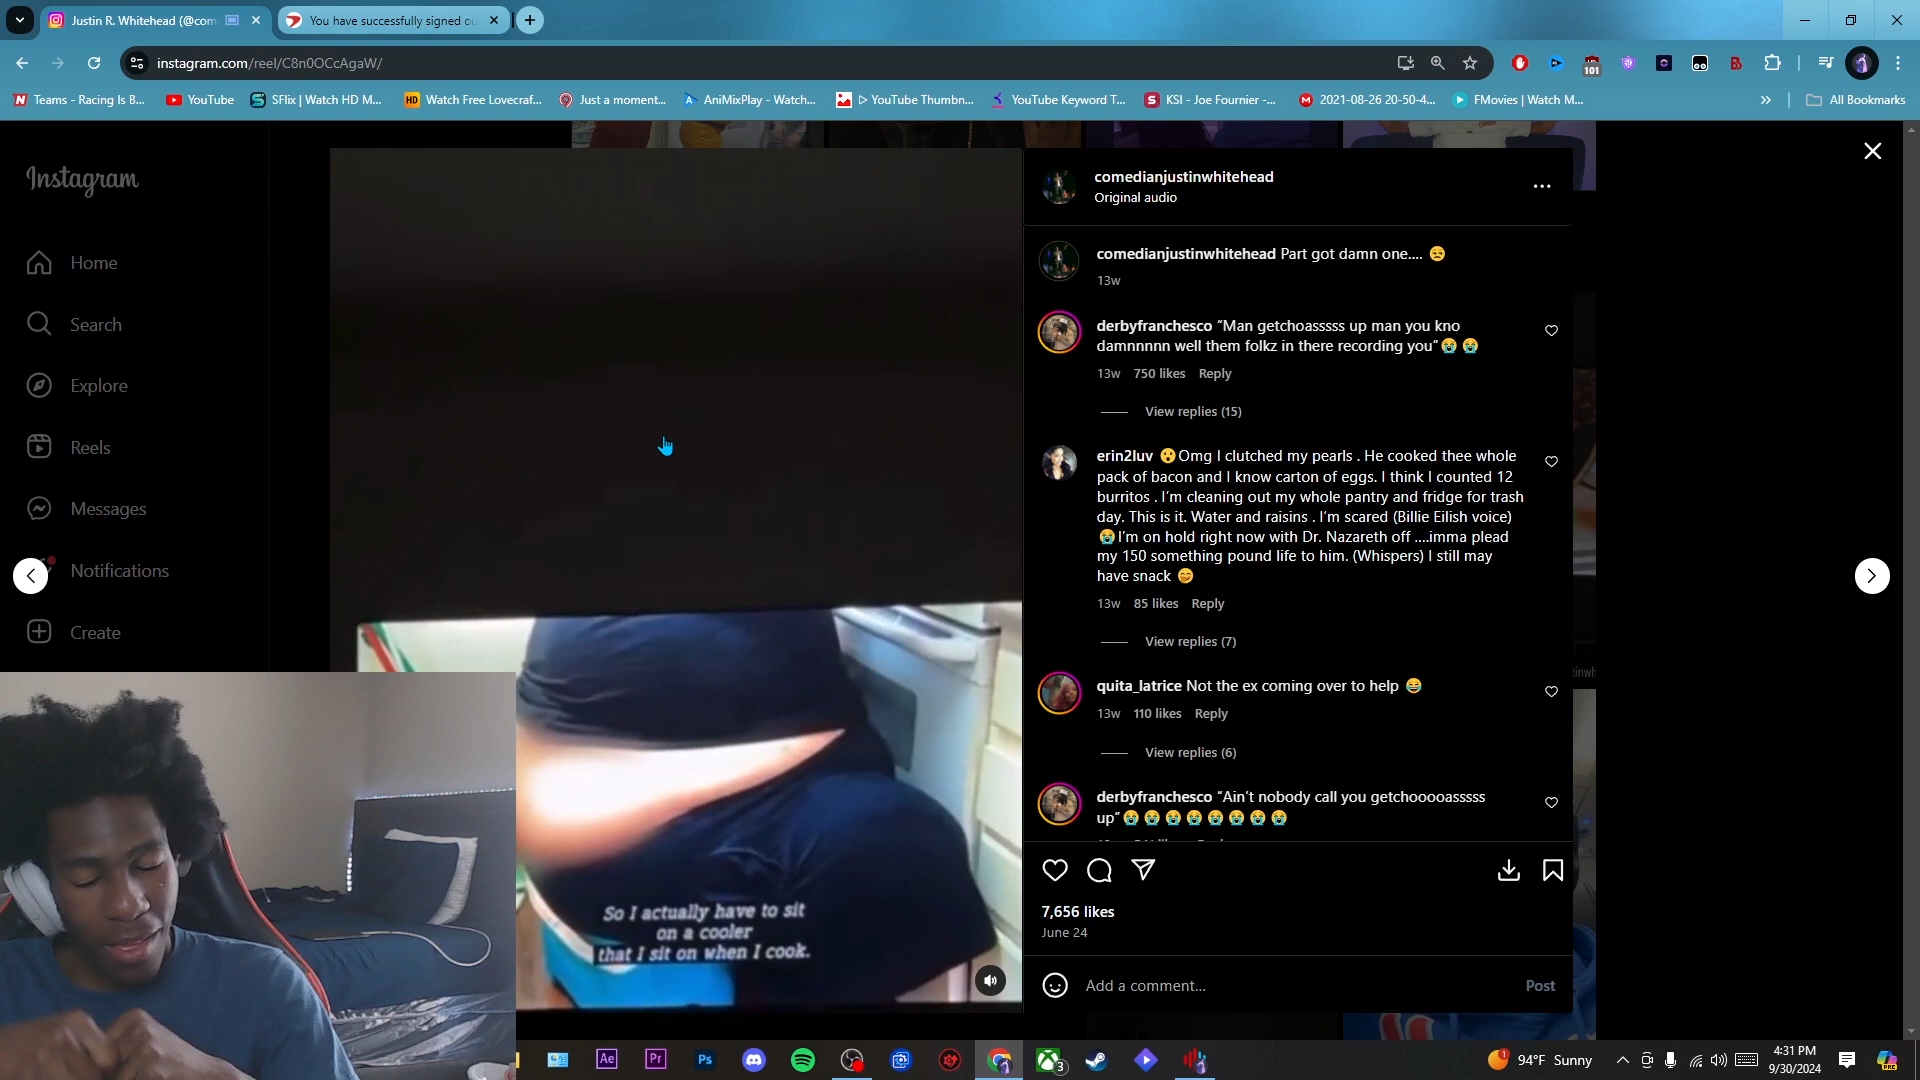 Justin R. Whitehead (@com
You have successfully signed ou
instagram.com/reel/C8n0OCcAgaW/
101
Teams - Racing Is B...
YouTube
SFlix | Watch HD M...
HD Watch Free Lovecraf...
Just a moment...
AniMixPlay - Watch...
▷ YouTube Thumbn...
YouTube Keyword T...
KSI - Joe Fournier -...
2021-08-26 20-50-4...
FMovies | Watch M...
»
All Bookmarks
Instagram
Home
Search
Explore
Reels
Messages
Notifications
Create
comedianjustinwhitehead
Original audio
comedianjustinwhitehead Part got damn one.... 😒
13w
derbyfranchesco “Man getchoasssss up man you kno
damnnnnn well them folkz in there recording you”😭 😭
13w 750 likes Reply
View replies (15)
erin2luv 😮Omg I clutched my pearls . He cooked thee whole
pack of bacon and I know carton of eggs. I think I counted 12
burritos . I’m cleaning out my whole pantry and fridge for trash
day. This is it. Water and raisins . I’m scared (Billie Eilish voice)
😭I’m on hold right now with Dr. Nazareth off ....imma plead
my 150 something pound life to him. (Whispers) I still may
have snack 😊
13w 85 likes Reply
View replies (7)
quita_latrice Not the ex coming over to help 😂
13w 110 likes Reply
View replies (6)
derbyfranchesco “Ain’t nobody call you getchooooasssss
up”😭 😭 😭 😭 😭 😭 😭 😭
7,656 likes
June 24
Add a comment...
Post
So I actually have to sit
on a cooler
that I sit on when I cook.
Ae
Pr
Ps
3
1
94°F Sunny
4:31 PM
9/30/2024